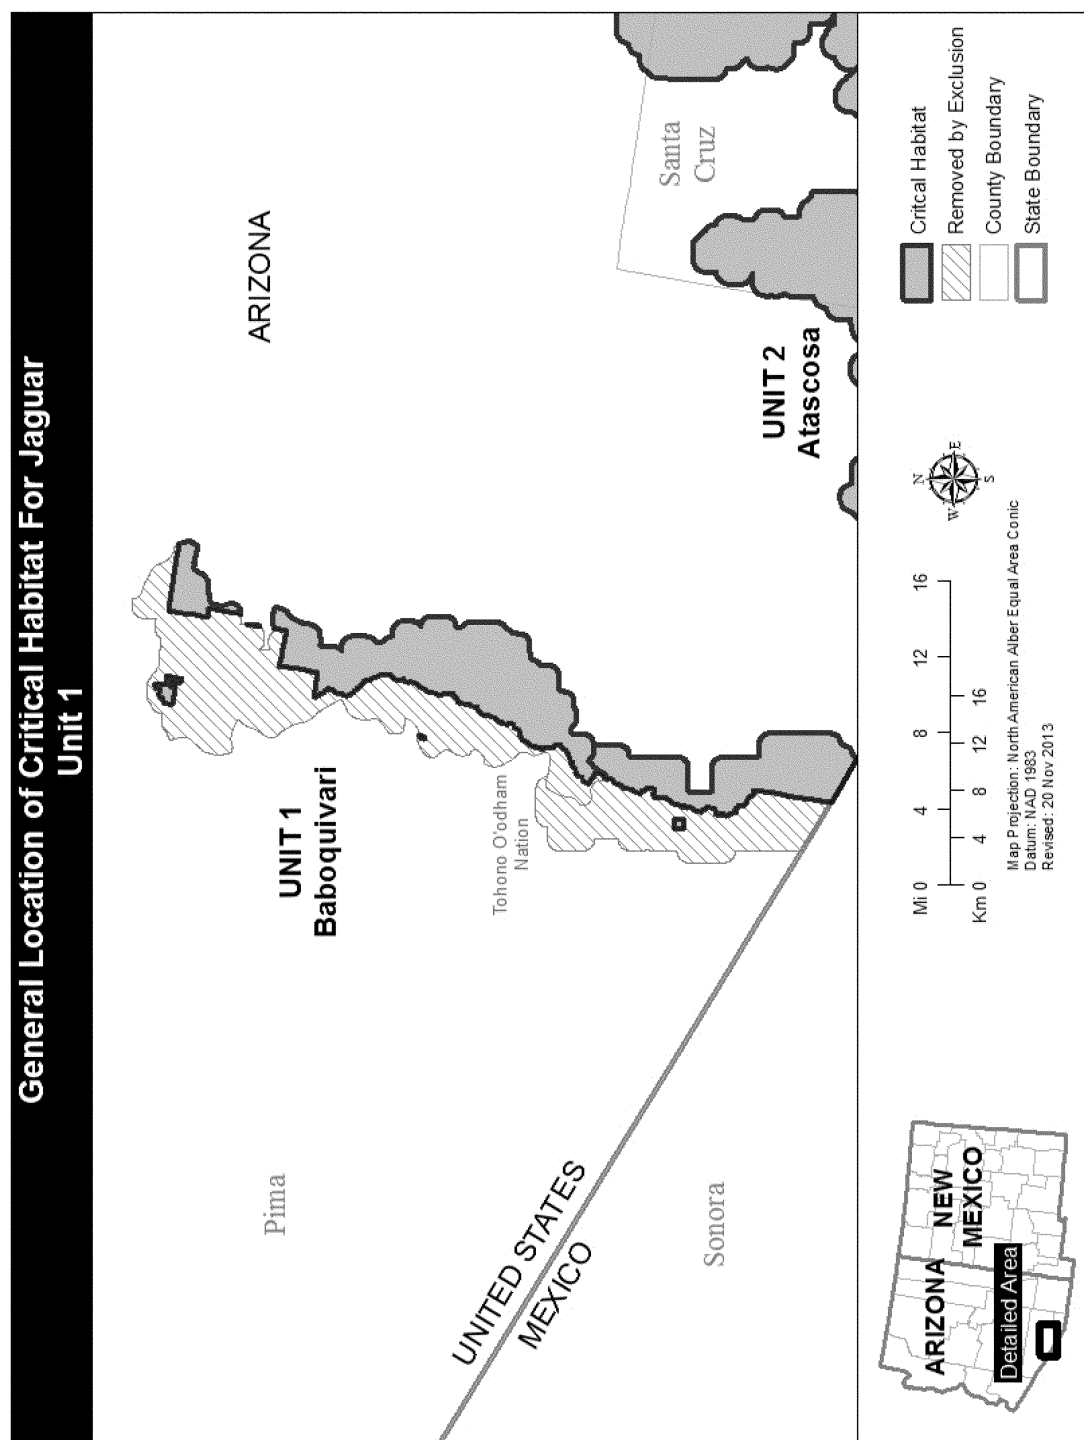 General Location of Critical Habitat For Jaguar
Unit 1
ARIZONA
Pima
UNIT 1
Baboquivari
Tohono O'odham
Nation
Santa
Cruz
UNITED STATES
MEXICO
Sonora
UNIT 2
Atascosa
ARIZONA
NEW
MEXICO
Detailed Area
Mi 0 4 8 12 16
Km 0 4 8 12 16
Map Projection: North American Alber Equal Area Conic
Datum: NAD 1983
Revised: 20 Nov 2013
N
W
E
S
Critcal Habitat
Removed by Exclusion
County Boundary
State Boundary